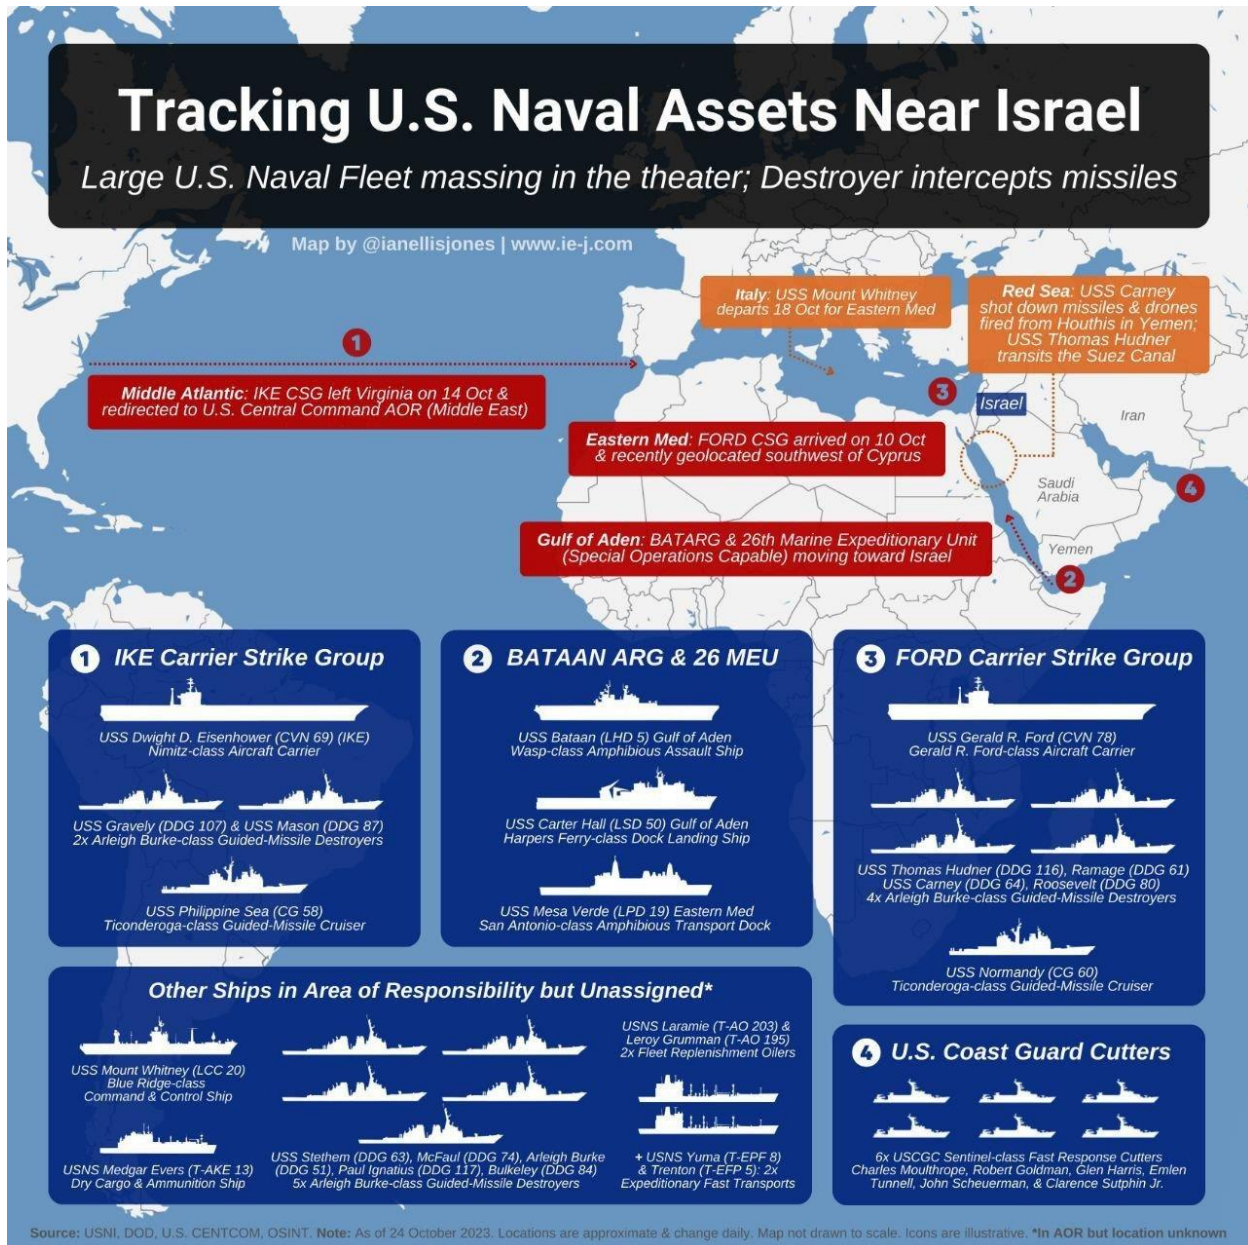 Tracking U.S. Naval Assets Near Israel
Large U.S. Naval Fleet massing in the theater; Destroyer intercepts missiles
Map by @ianellisjones | www.ie-j.com
Italy: USS Mount Whitney
departs 18 Oct for Eastern Med
Red Sea: USS Carney
shot down missiles & drones
fired from Houthis in Yemen;
USS Thomas Hudner
transits the Suez Canal
1
Middle Atlantic: IKE CSG left Virginia on 14 Oct &
redirected to U.S. Central Command AOR (Middle East)
3
Israel
Iran
Eastern Med: FORD CSG arrived on 10 Oct
& recently geolocated southwest of Cyprus
Saudi
Arabia
4
Gulf of Aden: BATARG & 26th Marine Expeditionary Unit
(Special Operations Capable) moving toward Israel
Yemen
2
1 IKE Carrier Strike Group
USS Dwight D. Eisenhower (CVN 69) (IKE)
Nimitz-class Aircraft Carrier
USS Gravely (DDG 107) & USS Mason (DDG 87)
2x Arleigh Burke-class Guided-Missile Destroyers
USS Philippine Sea (CG 58)
Ticonderoga-class Guided-Missile Cruiser
2 BATAAN ARG & 26 MEU
USS Bataan (LHD 5) Gulf of Aden
Wasp-class Amphibious Assault Ship
USS Carter Hall (LSD 50) Gulf of Aden
Harpers Ferry-class Dock Landing Ship
USS Mesa Verde (LPD 19) Eastern Med
San Antonio-class Amphibious Transport Dock
3 FORD Carrier Strike Group
USS Gerald R. Ford (CVN 78)
Gerald R. Ford-class Aircraft Carrier
USS Thomas Hudner (DDG 116), Ramage (DDG 61)
USS Carney (DDG 64), Roosevelt (DDG 80)
4x Arleigh Burke-class Guided-Missile Destroyers
USS Normandy (CG 60)
Ticonderoga-class Guided-Missile Cruiser
Other Ships in Area of Responsibility but Unassigned*
USS Mount Whitney (LCC 20)
Blue Ridge-class
Command & Control Ship
USNS Medgar Evers (T-AKE 13)
Dry Cargo & Ammunition Ship
USS Stethem (DDG 63), McFaul (DDG 74), Arleigh Burke
(DDG 51), Paul Ignatius (DDG 117), Bulkeley (DDG 84)
5x Arleigh Burke-class Guided-Missile Destroyers
USNS Laramie (T-AO 203) &
Leroy Grumman (T-AO 195)
2x Fleet Replenishment Oilers
+ USNS Yuma (T-EPF 8)
& Trenton (T-EFP 5): 2x
Expeditionary Fast Transports
4 U.S. Coast Guard Cutters
6x USCGC Sentinel-class Fast Response Cutters
Charles Moulthrope, Robert Goldman, Glen Harris, Emlen
Tunnell, John Scheuerman, & Clarence Sutphin Jr.
Source: USNI, DOD, U.S. CENTCOM, OSINT. Note: As of 24 October 2023. Locations are approximate & change daily. Map not drawn to scale. Icons are illustrative. *In AOR but location unknown